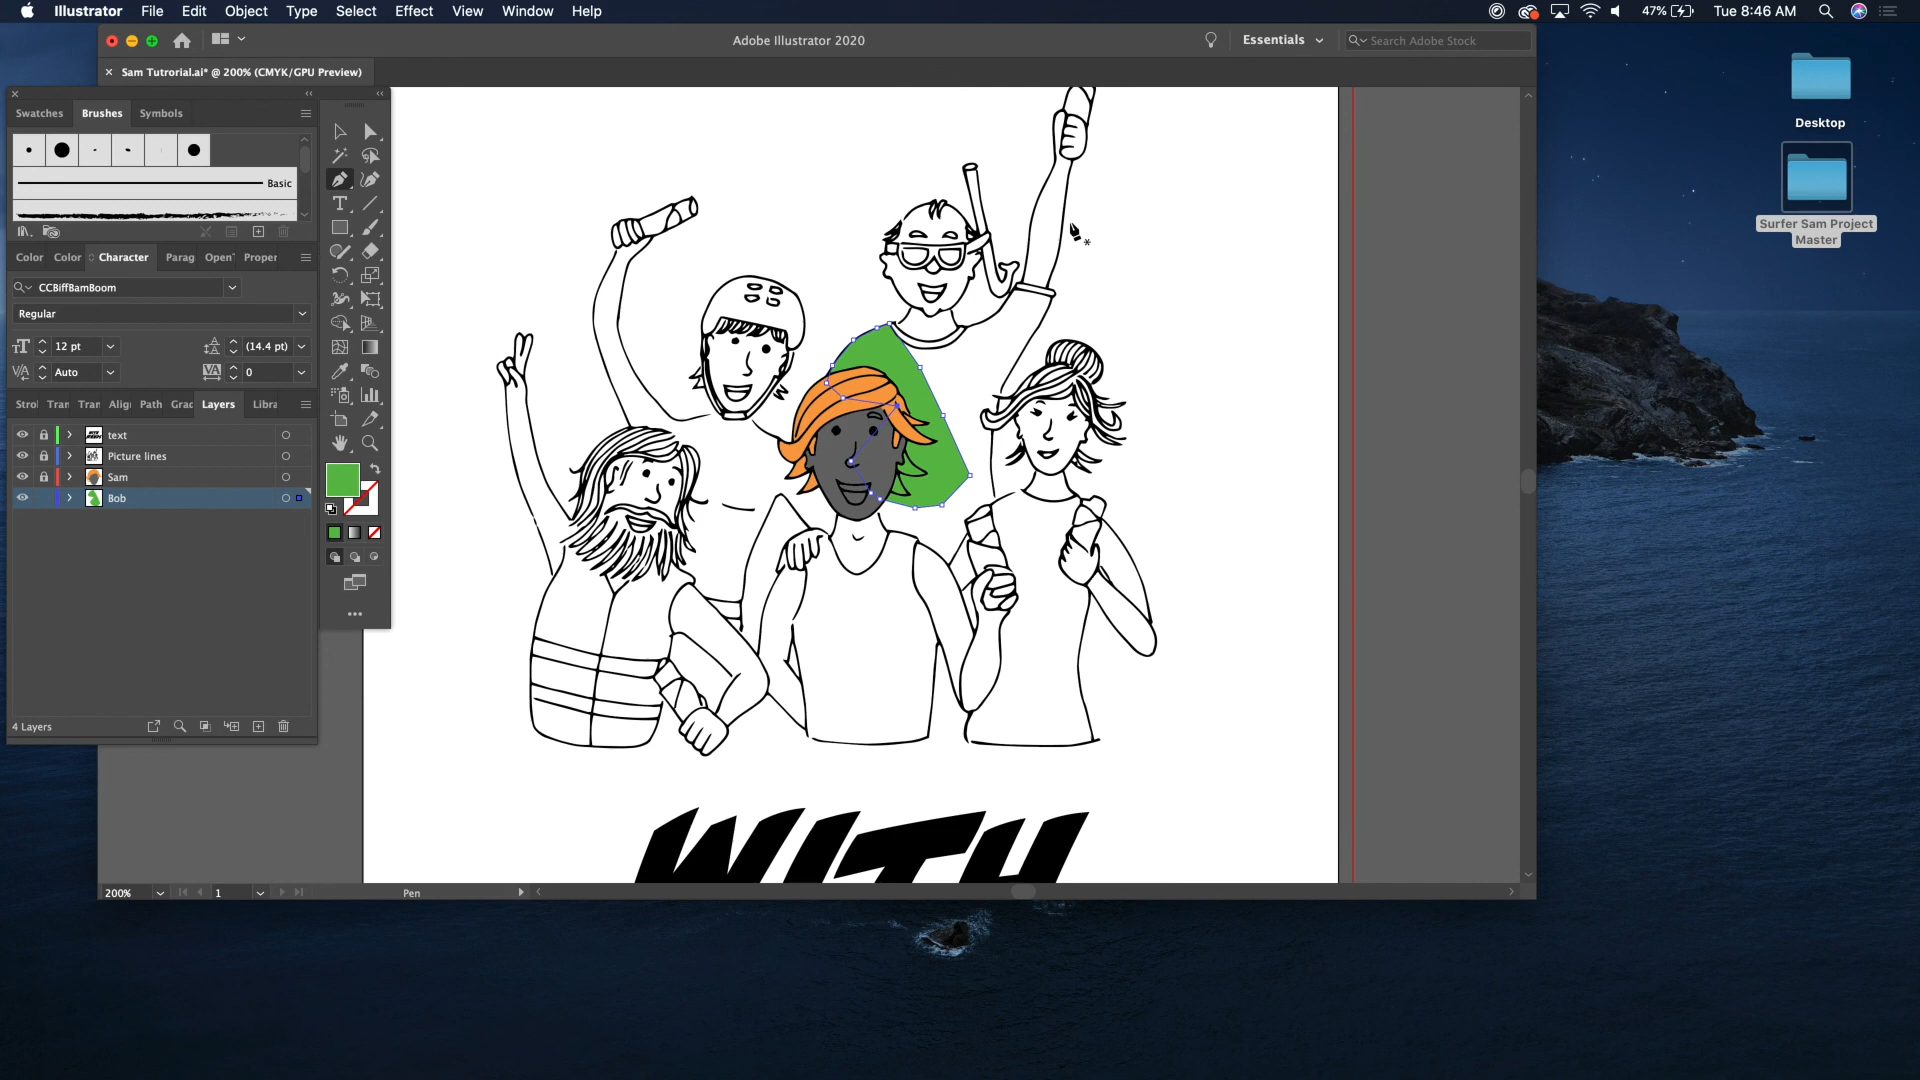 Illustrator File Edit Object Type Select Effect View Window Help
47% Tue 8:46 AM
Adobe Illustrator 2020
Essentials
Search Adobe Stock
Sam Tutrorial.ai* @ 200% (CMYK/GPU Preview)
Swatches Brushes Symbols
Basic
Color Color Character Parag Open Proper
CCBiffBamBoom
Regular
12 pt (14.4 pt)
Auto 0
Stro Tran Tran Alig Path Grac Layers Libra
text
Picture lines
Sam
Bob
4 Layers
WITH
200% 1 Pen
Desktop
Surfer Sam Project
Master